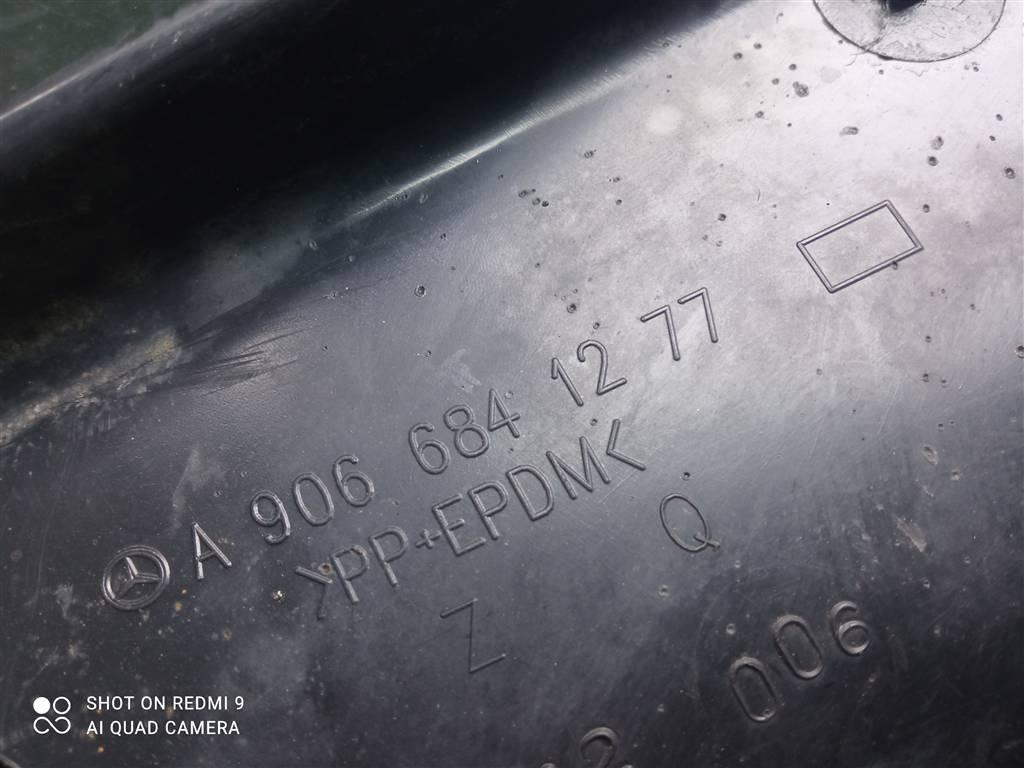 A 906 684 12 77
>PP+EPDM<
Z Q
006
SHOT ON REDMI 9
AI QUAD CAMERA